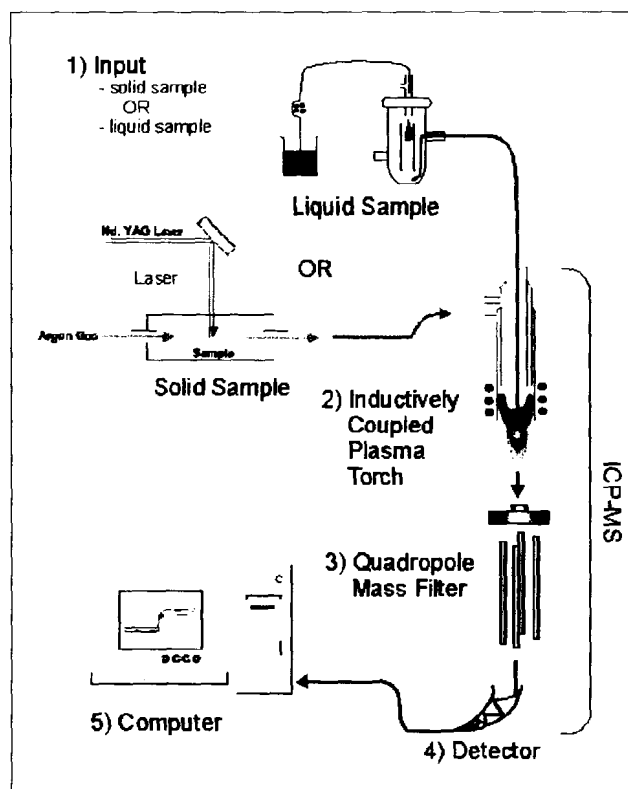 1) Input
- solid sample
OR
- liquid sample
Liquid Sample
Nd. YAG Laser
Laser
OR
Argon Gas
Sample
Solid Sample
2) Inductively
Coupled
Plasma
Torch
ICP-MS
3) Quadropole
Mass Filter
5) Computer
4) Detector